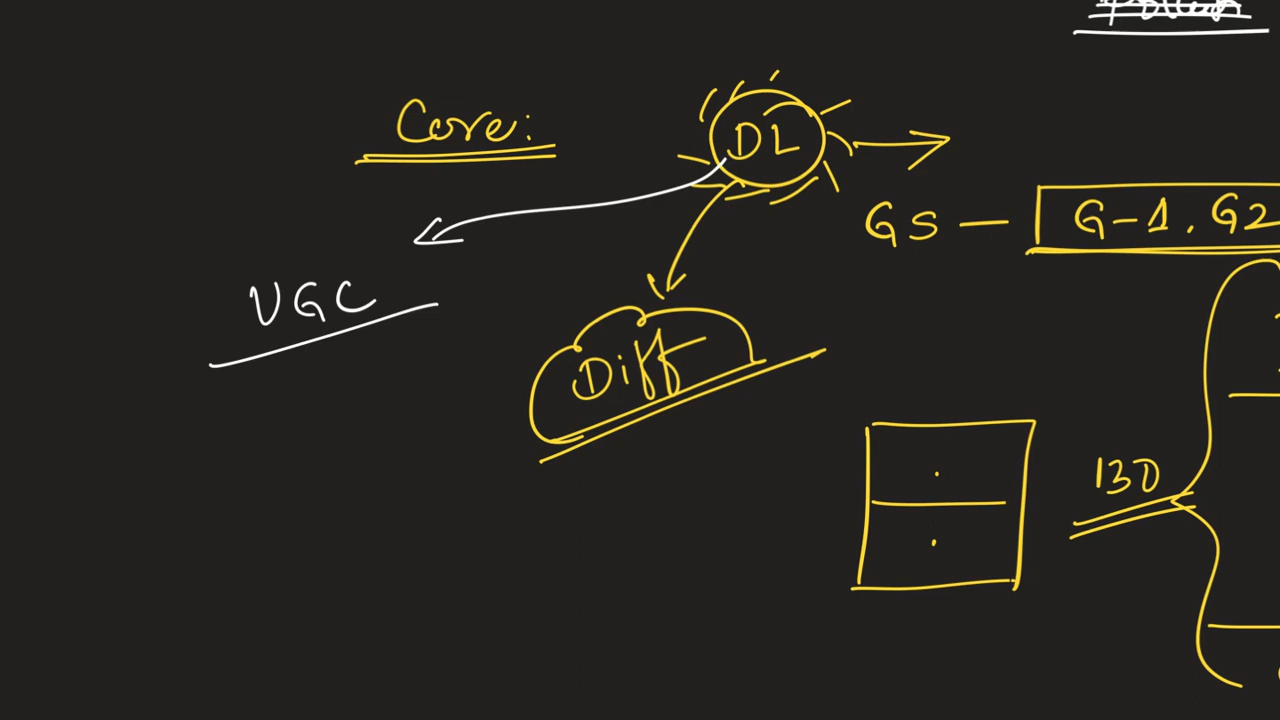 Core:
DL
GS - G-1, G2
UGC
Diff
130